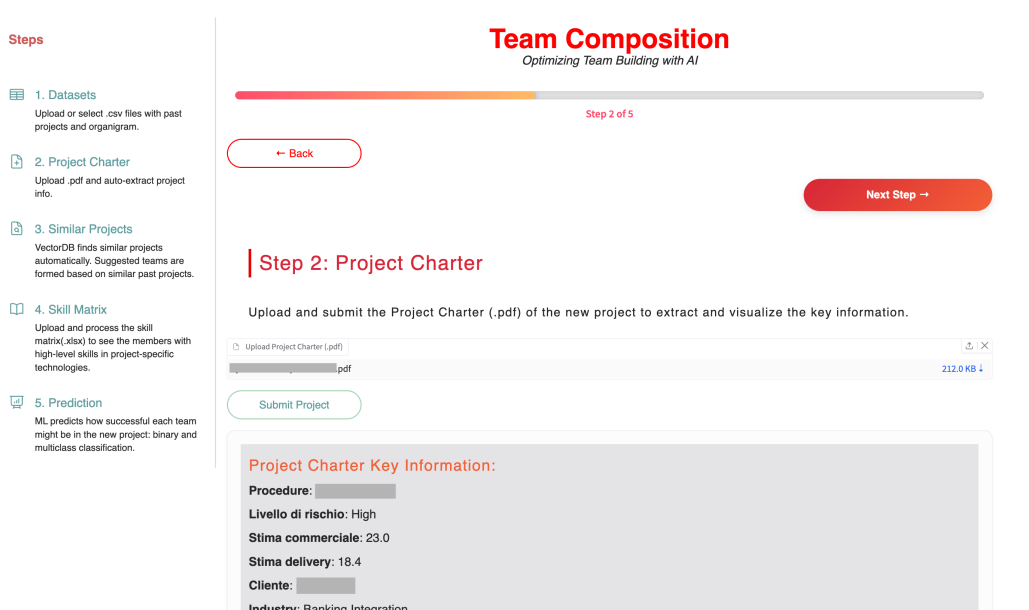 Steps
1. Datasets
Upload or select .csv files with past
projects and organigram.
2. Project Charter
Upload .pdf and auto-extract project
info.
3. Similar Projects
VectorDB finds similar projects
automatically. Suggested teams are
formed based on similar past projects.
4. Skill Matrix
Upload and process the skill
matrix(.xlsx) to see the members with
high-level skills in project-specific
technologies.
5. Prediction
ML predicts how successful each team
might be in the new project: binary and
multiclass classification.
Team Composition
Optimizing Team Building with AI
Step 2 of 5
← Back
Next Step →
Step 2: Project Charter
Upload and submit the Project Charter (.pdf) of the new project to extract and visualize the key information.
Upload Project Charter (.pdf)
.pdf 212.0 KB ↓
Submit Project
Project Charter Key Information:
Procedure:
Livello di rischio: High
Stima commerciale: 23.0
Stima delivery: 18.4
Cliente:
Industry: Banking Integration